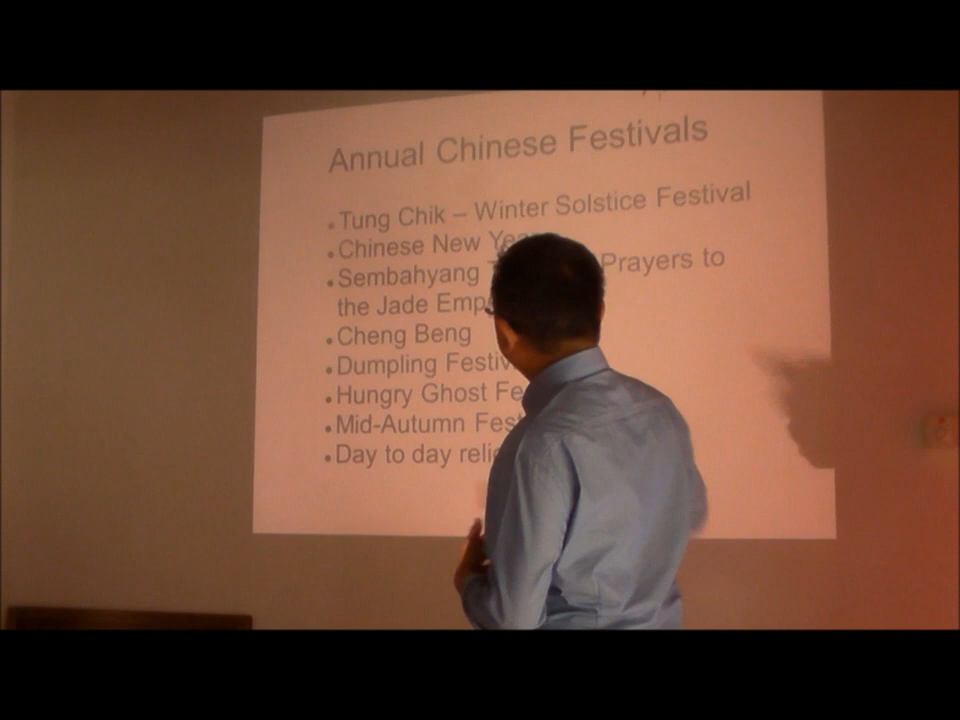 Annual Chinese Festivals
Tung Chik – Winter Solstice Festival
Chinese New
Sembahyang Prayers to
the Jade
Cheng Beng
Dumpling
Hungry Ghost
Mid-Autumn
Day to day